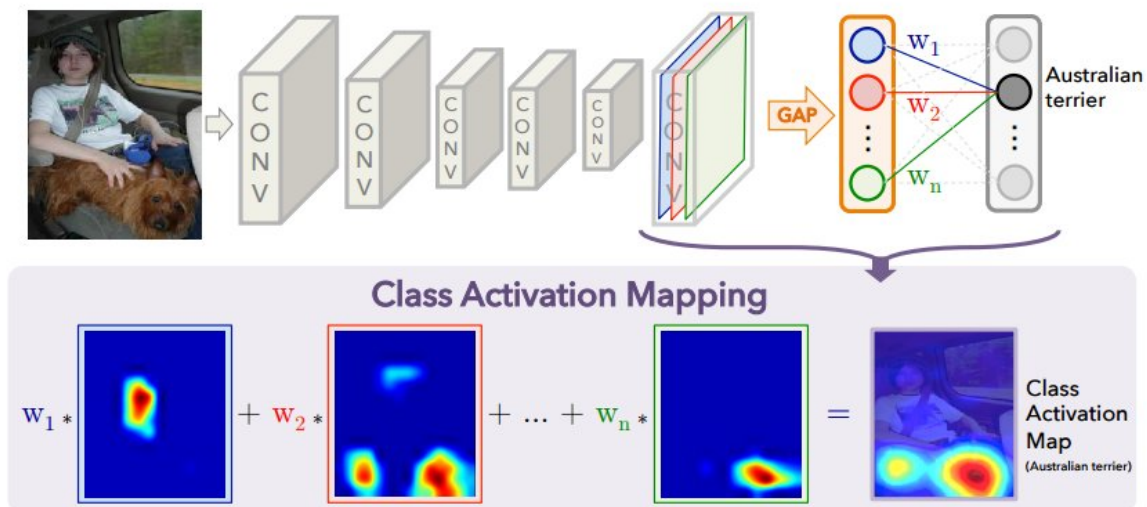 CONV
CONV
CONV
CONV
CONV
CONV
GAP
w1
w2
⋮
wn
⋮
Australian
terrier
Class Activation Mapping
w1 * + w2 * + ... + wn * =
Class
Activation
Map
(Australian terrier)